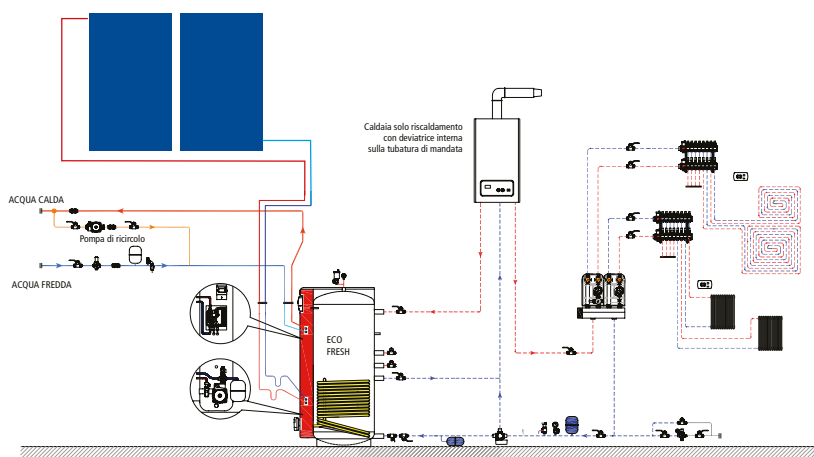 Caldaia solo riscaldamento
con deviatrice interna
sulla tubatura di mandata
ACQUA CALDA
Pompa di ricircolo
ACQUA FREDDA
ECO
FRESH